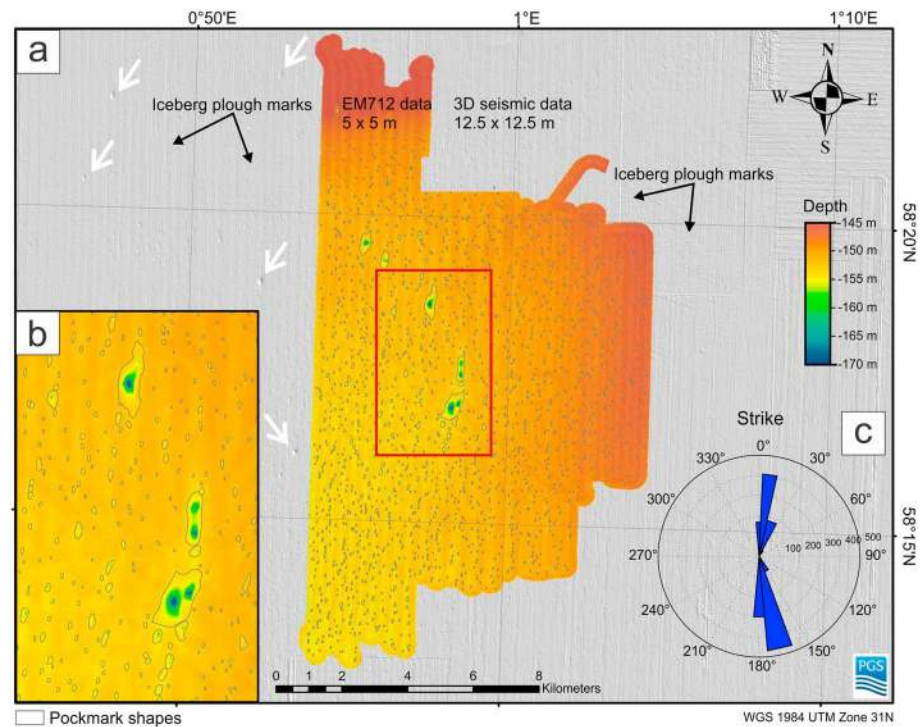 0°50'E
1°E
1°10'E
a
N
W
E
S
Iceberg plough marks
EM712 data
5 x 5 m
3D seismic data
12.5 x 12.5 m
Iceberg plough marks
58°20'N
Depth
-145 m
-150 m
-155 m
-160 m
-165 m
-170 m
b
c
Strike
0°
30°
60°
90°
120°
150°
180°
210°
240°
270°
300°
330°
100 200 300 400 500
58°15'N
PGS
0 1 2 4 6 8
Kilometers
Pockmark shapes
WGS 1984 UTM Zone 31N